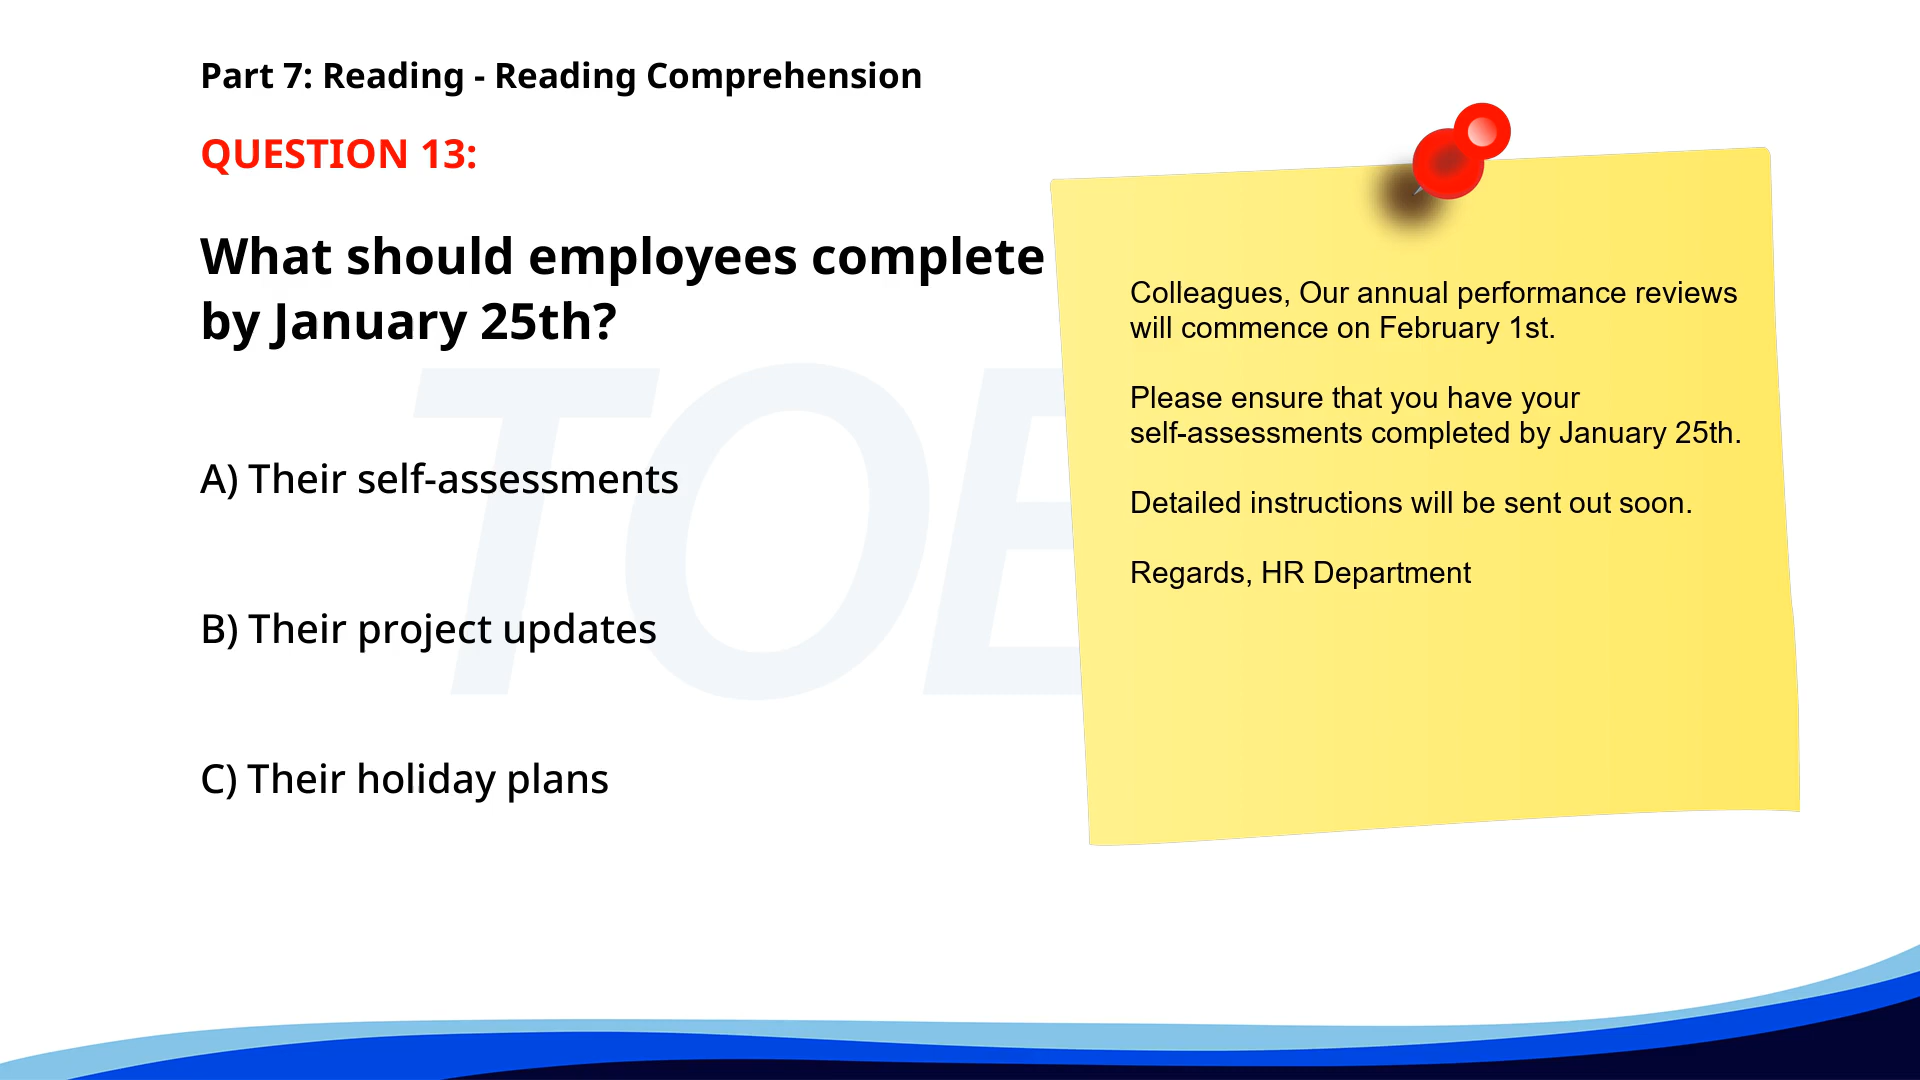 Part 7: Reading - Reading Comprehension
QUESTION 13:
What should employees complete
by January 25th?
A) Their self-assessments
B) Their project updates
C) Their holiday plans
Colleagues, Our annual performance reviews
will commence on February 1st.
Please ensure that you have your
self-assessments completed by January 25th.
Detailed instructions will be sent out soon.
Regards, HR Department